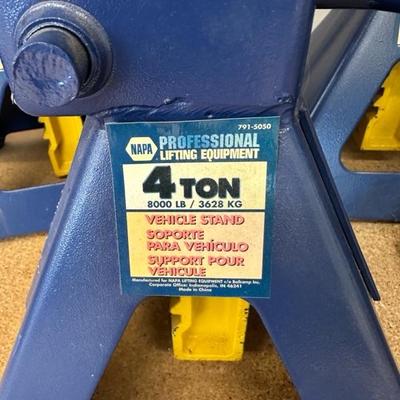 791-5050
NAPA PROFESSIONAL
LIFTING EQUIPMENT
4 TON
8000 LB / 3628 KG
VEHICLE STAND
SOPORTE
PARA VEHÍCULO
SUPPORT POUR
VÉHICULE
Manufactured for NAPA LIFTING EQUIPMENT c/o Balkamp Inc.
Corporate Office: Indianapolis, IN 46241
Made in China